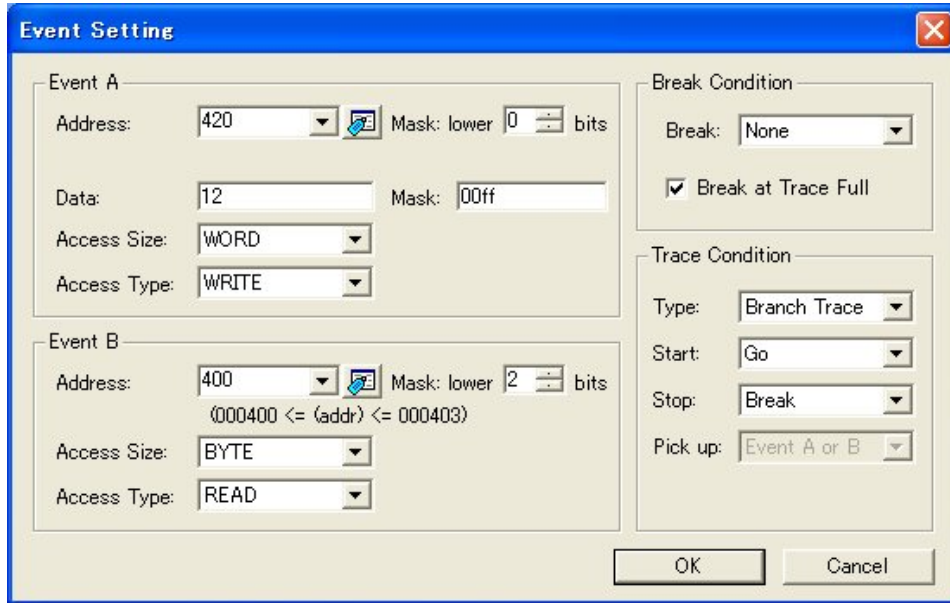 Event Setting
Event A
Address: 420 Mask: lower 0 bits
Data: 12 Mask: 00ff
Access Size: WORD
Access Type: WRITE
Event B
Address: 400 Mask: lower 2 bits
(000400 <= (addr) <= 000403)
Access Size: BYTE
Access Type: READ
Break Condition
Break: None
Break at Trace Full
Trace Condition
Type: Branch Trace
Start: Go
Stop: Break
Pick up: Event A or B
OK Cancel